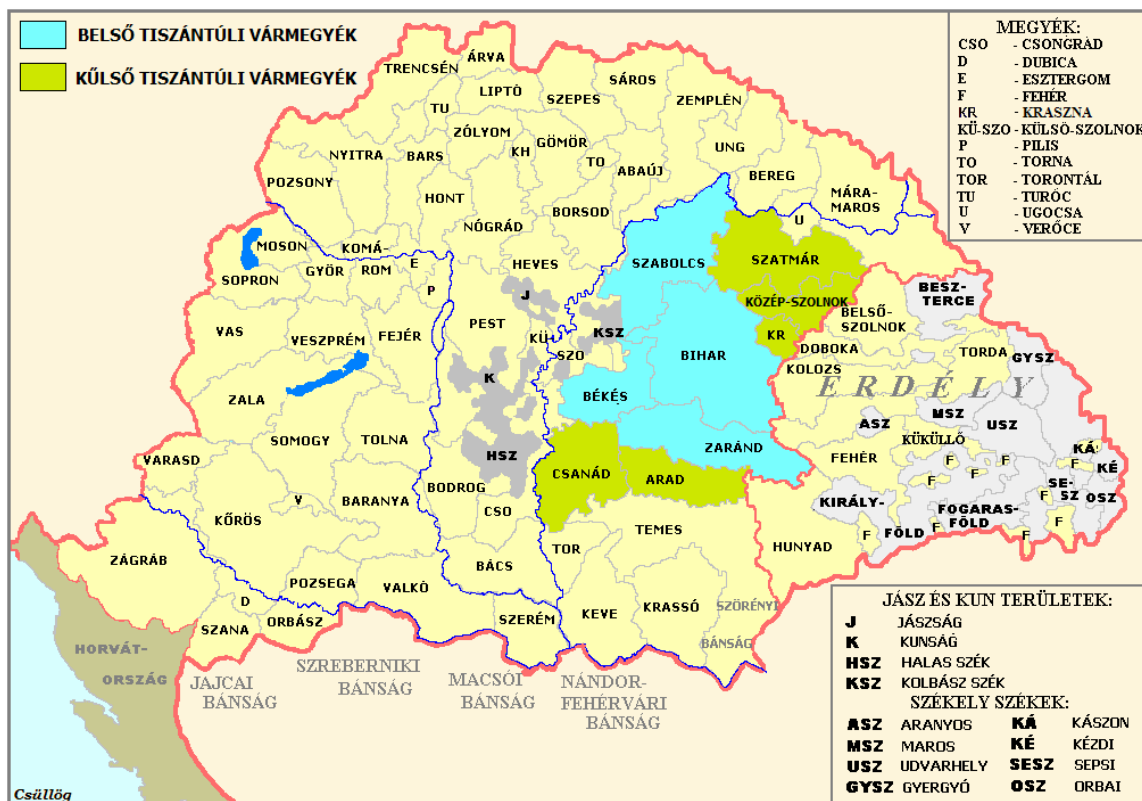 BELSŐ TISZÁNTÚLI VÁRMEGYÉK
KŰLSŐ TISZÁNTÚLI VÁRMEGYÉK
MEGYÉK:
CSO - CSONGRÁD
D - DUBICA
E - ESZTERGOM
F - FEHÉR
KR - KRASZNA
KÜ-SZO - KÜLSÖ-SZOLNOK
P - PILIS
TO - TORNA
TOR - TORONTÁL
TU - TURÓC
U - UGOCSA
V - VERŐCE
ÁRVA
TRENCSÉN
LIPTÓ
SZEPES
SÁROS
ZEMPLÉN
TU
ZÓLYOM
GÖMÖR
KH
TO
UNG
NYITRA
BARS
ABAÚJ
BEREG
POZSONY
HONT
BORSOD
MÁRA-
MAROS
NÓGRÁD
U
MOSON
KOMÁ-
ROM
E
P
HEVES
SZABOLCS
SZATMÁR
SOPRON
GYÖR
J
KÖZÉP-SZOLNOK
BESZ-
TERCE
BELSŐ-
SZOLNOK
VAS
VESZPRÉM
FEJÉR
PEST
KÜ-
SZO
KSZ
BIHAR
KR
DOBOKA
KOLOZS
TORDA
GYSZ
ERDÉLY
K
ZALA
BÉKÉS
MSZ
ASZ
USZ
SOMOGY
TOLNA
KÜKÜLLŐ
ZARÁND
VARASD
HSZ
FEHÉR
F
F
F
F
F
KÁ
KÉ
SE-
SZ
OSZ
BODROG
CSANÁD
ARAD
V
BARANYA
CSO
KIRÁLY-
FÖLD
FOGARAS-
FÖLD
F
F
F
F
F
KŐRÖS
TEMES
TOR
HUNYAD
ZÁGRÁB
BÁCS
POZSEGA
VALKÓ
D
ORBÁSZ
SZANA
SZERÉM
KEVE
KRASSÓ
SZÖRÉNYI
BÁNSÁG
HORVÁT-
ORSZÁG
JAJCAI
BÁNSÁG
SZREBERNIKI
BÁNSÁG
MACSÓI
BÁNSÁG
NÁNDOR-
FEHÉRVÁRI
BÁNSÁG
JÁSZ ÉS KUN TERÜLETEK:
J JÁSZSÁG
K KUNSÁG
HSZ HALAS SZÉK
KSZ KOLBÁSZ SZÉK
SZÉKELY SZÉKEK:
ASZ ARANYOS KÁ KÁSZON
MSZ MAROS KÉ KÉZDI
USZ UDVARHELY SESZ SEPSI
GYSZ GYERGYÓ OSZ ORBAI
Csüllög